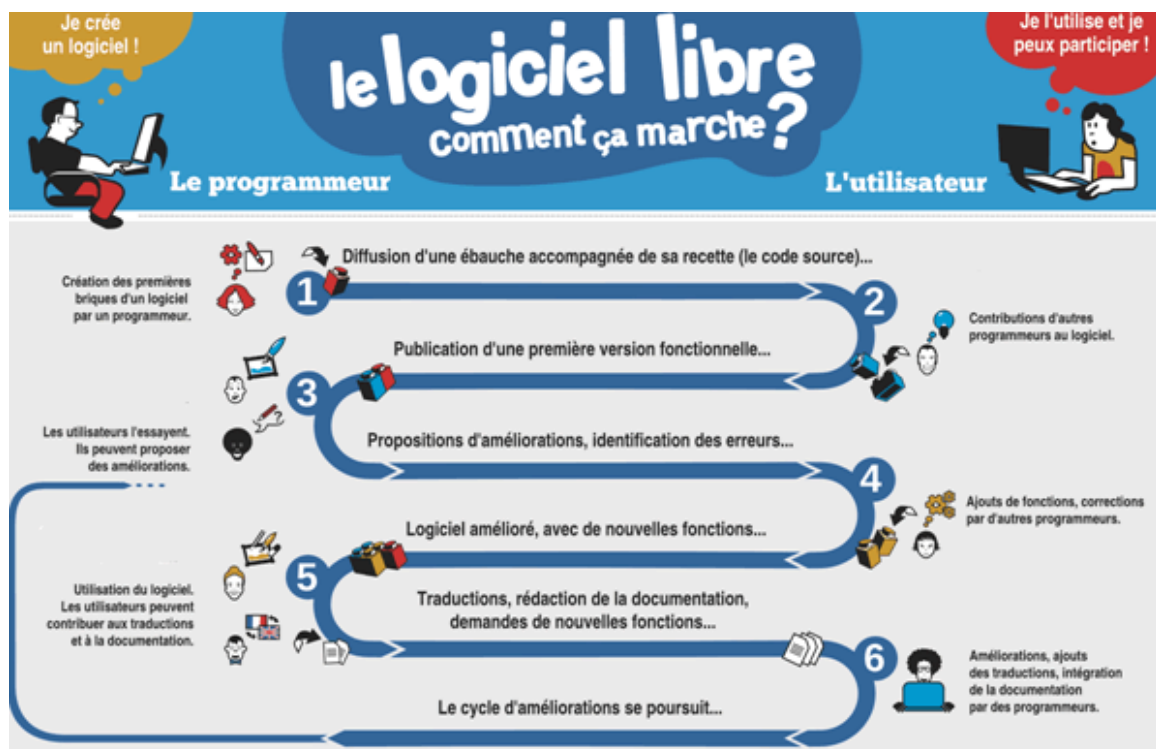 Je crée
un logiciel !
le logiciel libre
comment ça marche ?
Je l'utilise et je
peux participer !
Le programmeur
L'utilisateur
Diffusion d'une ébauche accompagnée de sa recette (le code source)...
Création des premières
briques d'un logiciel
par un programmeur.
1
2
Contributions d'autres
programmeurs au logiciel.
Publication d'une première version fonctionnelle...
3
Les utilisateurs l'essayent.
Ils peuvent proposer
des améliorations.
Propositions d'améliorations, identification des erreurs...
4
Ajouts de fonctions, corrections
par d'autres programmeurs.
Logiciel amélioré, avec de nouvelles fonctions...
5
Utilisation du logiciel.
Les utilisateurs peuvent
contribuer aux traductions
et à la documentation.
Traductions, rédaction de la documentation,
demandes de nouvelles fonctions...
6
Améliorations, ajouts
des traductions, intégration
de la documentation
par des programmeurs.
Le cycle d'améliorations se poursuit...